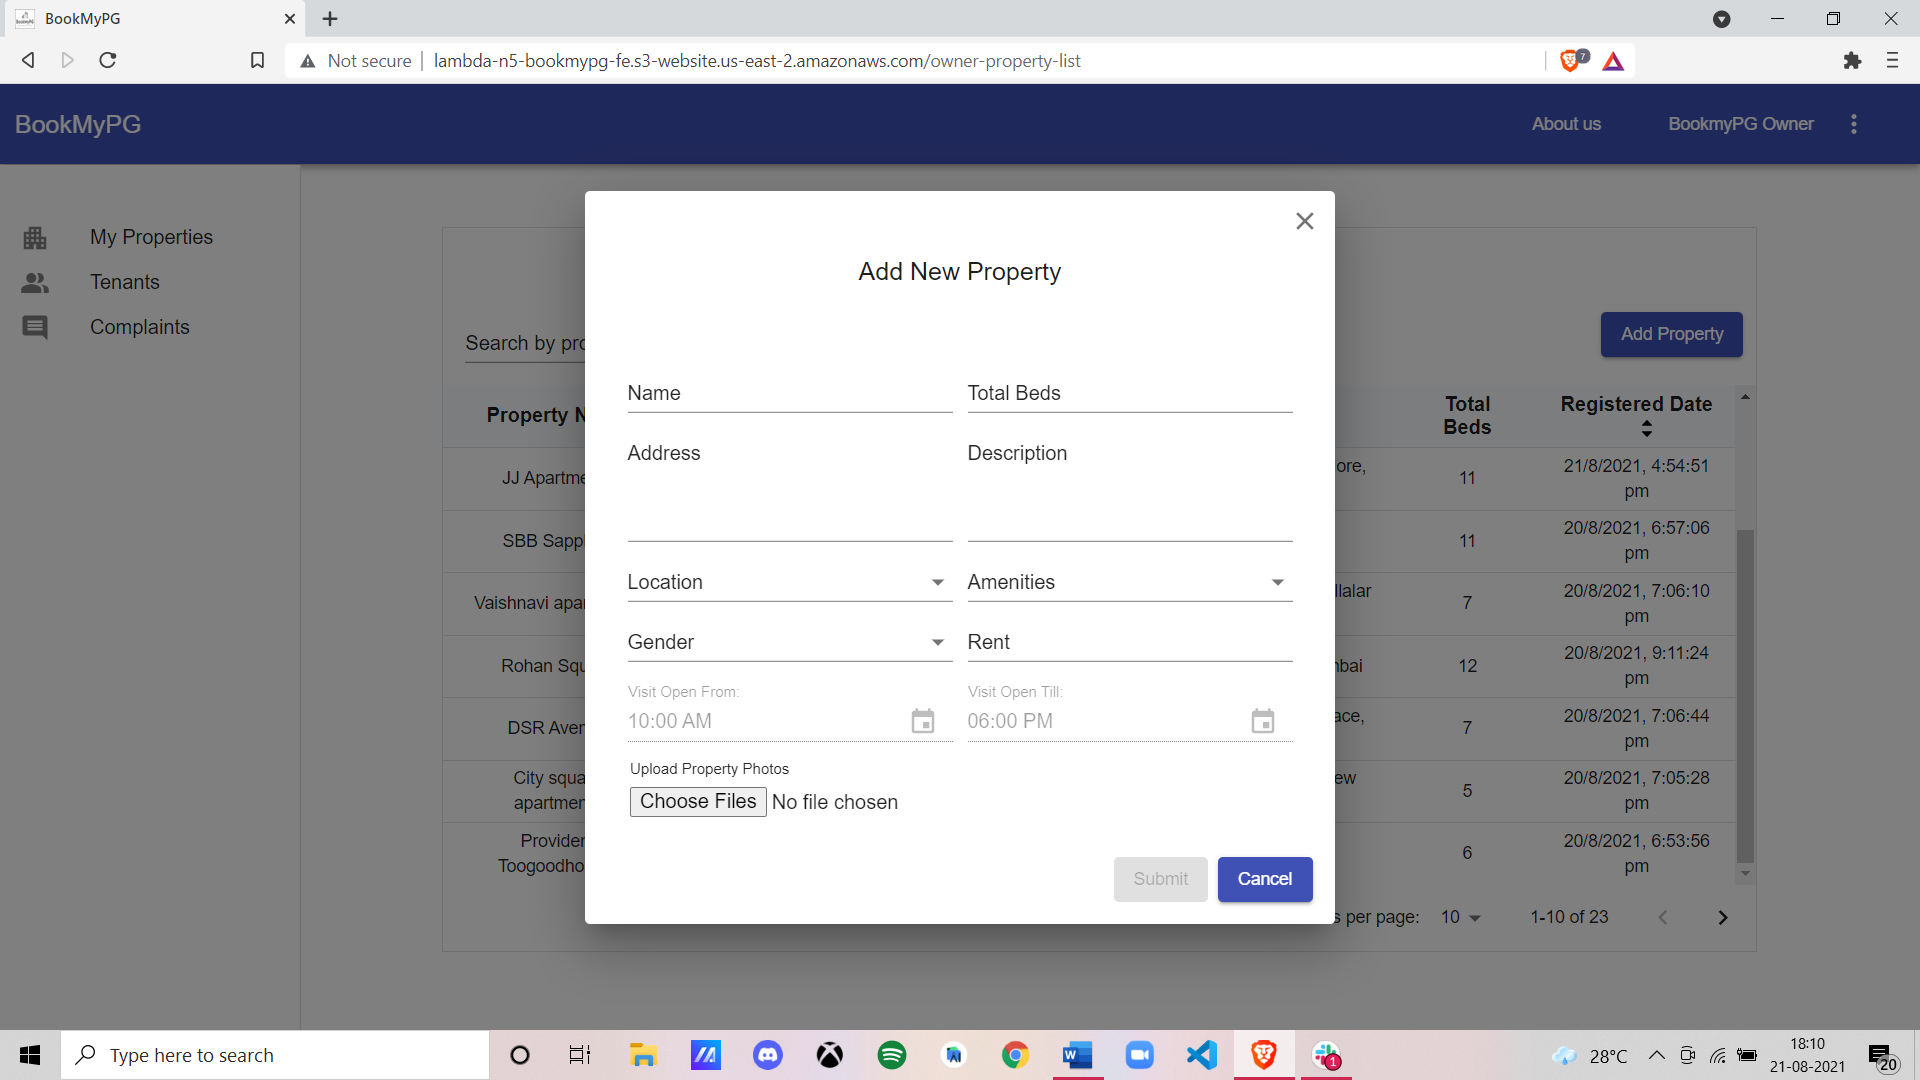 BookMyPG
Not secure
lambda-n5-bookmypg-fe.s3-website.us-east-2.amazonaws.com/owner-property-list
7
BookMyPG
About us
BookmyPG Owner
My Properties
Tenants
Complaints
Add New Property
Search by pro
Add Property
Name
Total Beds
Address
Description
Location
Amenities
Gender
Rent
Visit Open From:
10:00 AM
Visit Open Till:
06:00 PM
Upload Property Photos
Choose Files No file chosen
Submit
Cancel
Property N
Total
Beds
Registered Date
JJ Apartme
ore,
11
21/8/2021, 4:54:51
pm
SBB Sapp
11
20/8/2021, 6:57:06
pm
Vaishnavi apar
llalar
7
20/8/2021, 7:06:10
pm
Rohan Squ
nbai
12
20/8/2021, 9:11:24
pm
DSR Aven
ace,
7
20/8/2021, 7:06:44
pm
City squa
apartmen
ew
5
20/8/2021, 7:05:28
pm
Provider
Toogoodho
6
20/8/2021, 6:53:56
pm
s per page:
10
1-10 of 23
Type here to search
28°C
18:10
21-08-2021
20
1